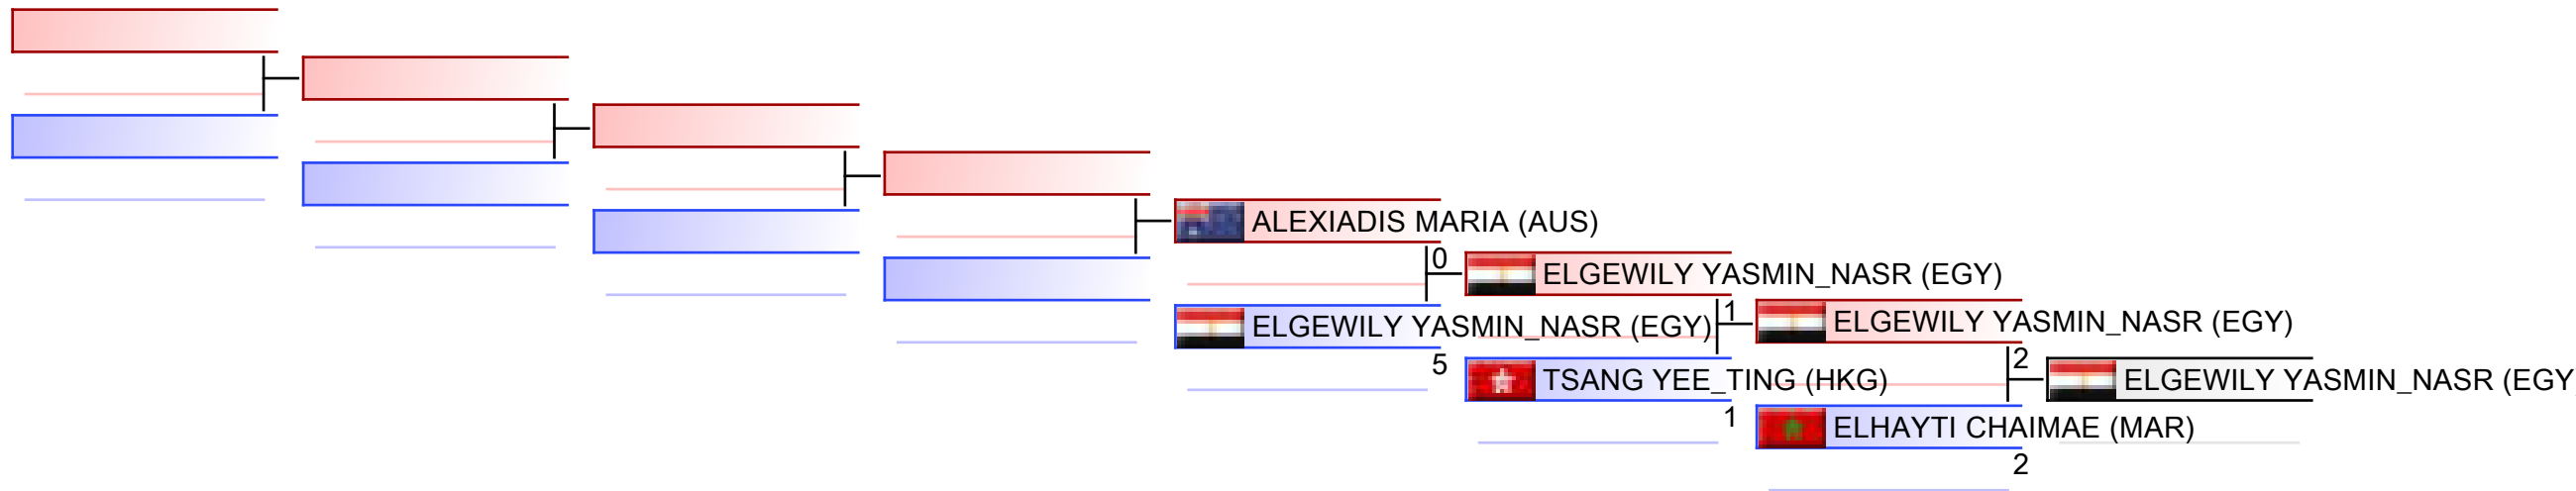 ALEXIADIS MARIA (AUS)
0
ELGEWILY YASMIN_NASR (EGY)
ELGEWILY YASMIN_NASR (EGY)
1
ELGEWILY YASMIN_NASR (EGY)
5
TSANG YEE_TING (HKG)
2
ELGEWILY YASMIN_NASR (EGY
1
ELHAYTI CHAIMAE (MAR)
2